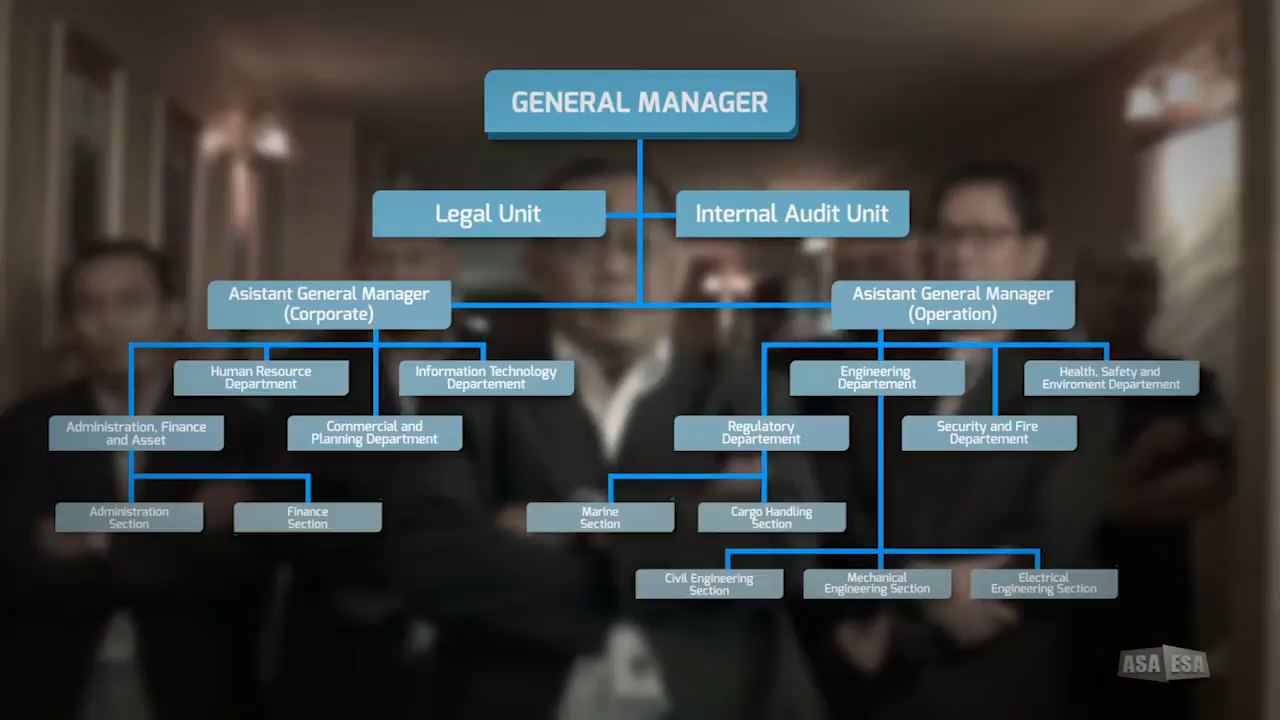 GENERAL MANAGER
Legal Unit
Internal Audit Unit
Asistant General Manager
(Corporate)
Asistant General Manager
(Operation)
Human Resource
Department
Information Technology
Departement
Engineering
Departement
Health, Safety and
Enviroment Departement
Administration, Finance
and Asset
Commercial and
Planning Department
Regulatory
Departement
Security and Fire
Departement
Administration
Section
Finance
Section
Marine
Section
Cargo Handling
Section
Civil Engineering
Section
Mechanical
Engineering Section
Electrical
Engineering Section
ASA ESA